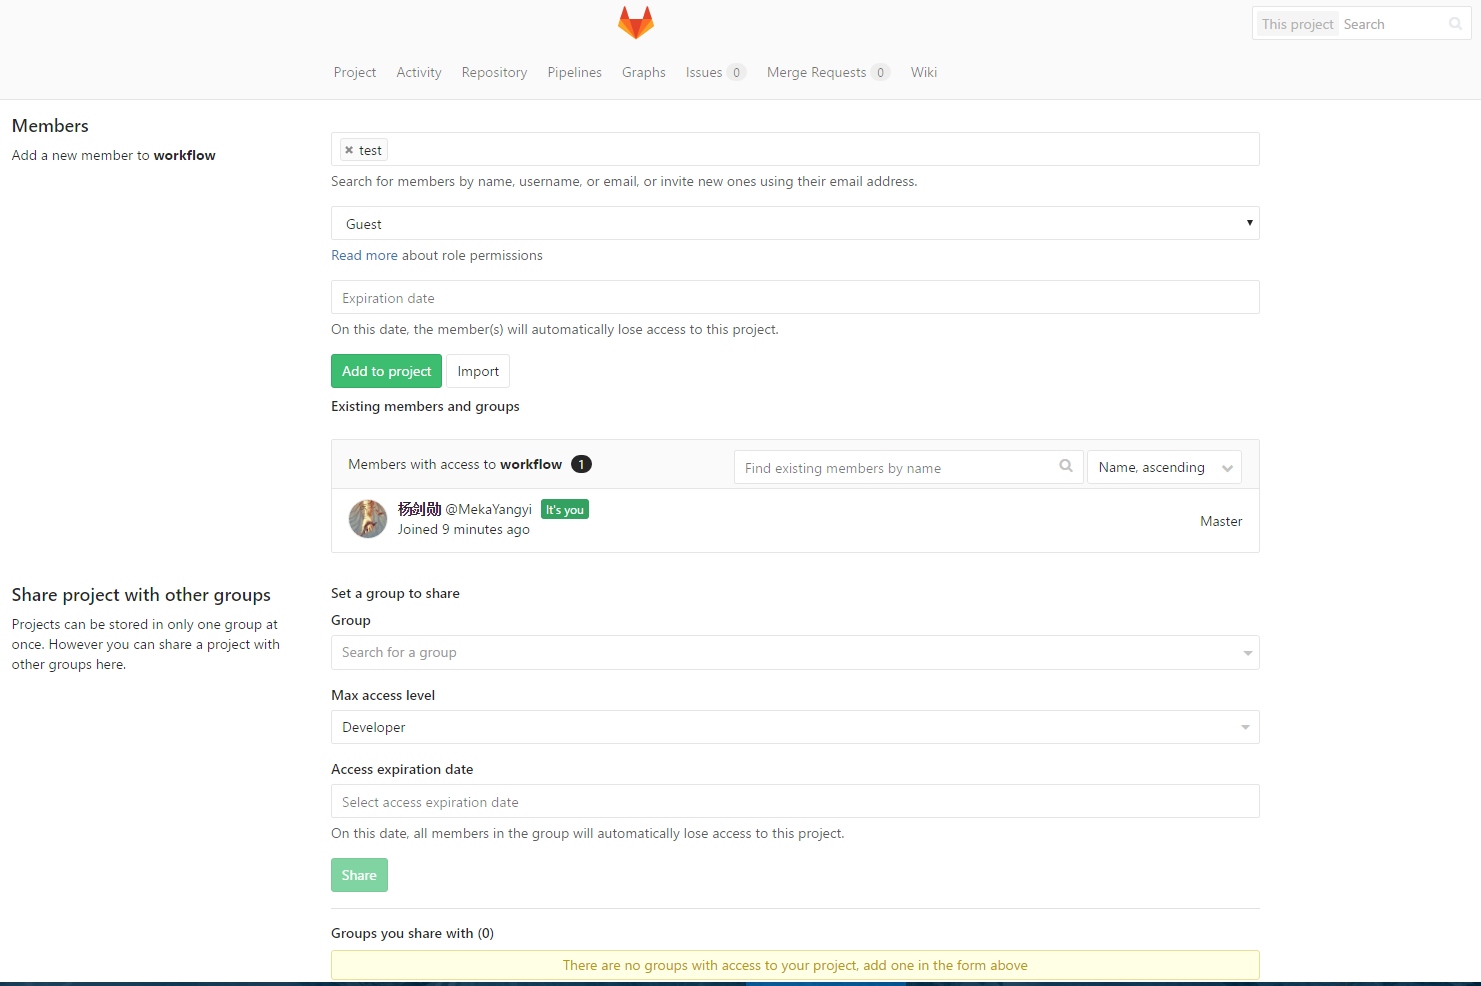 This project Search
Project Activity Repository Pipelines Graphs Issues 0 Merge Requests 0 Wiki
Members
Add a new member to workflow
test
Search for members by name, username, or email, or invite new ones using their email address.
Guest
Read more about role permissions
Expiration date
On this date, the member(s) will automatically lose access to this project.
Add to project Import
Existing members and groups
Members with access to workflow 1 Find existing members by name Name, ascending
杨剑勋 @MekaYangyi It's you
Joined 9 minutes ago
Master
Share project with other groups
Projects can be stored in only one group at
once. However you can share a project with
other groups here.
Set a group to share
Group
Search for a group
Max access level
Developer
Access expiration date
Select access expiration date
On this date, all members in the group will automatically lose access to this project.
Share
Groups you share with (0)
There are no groups with access to your project, add one in the form above